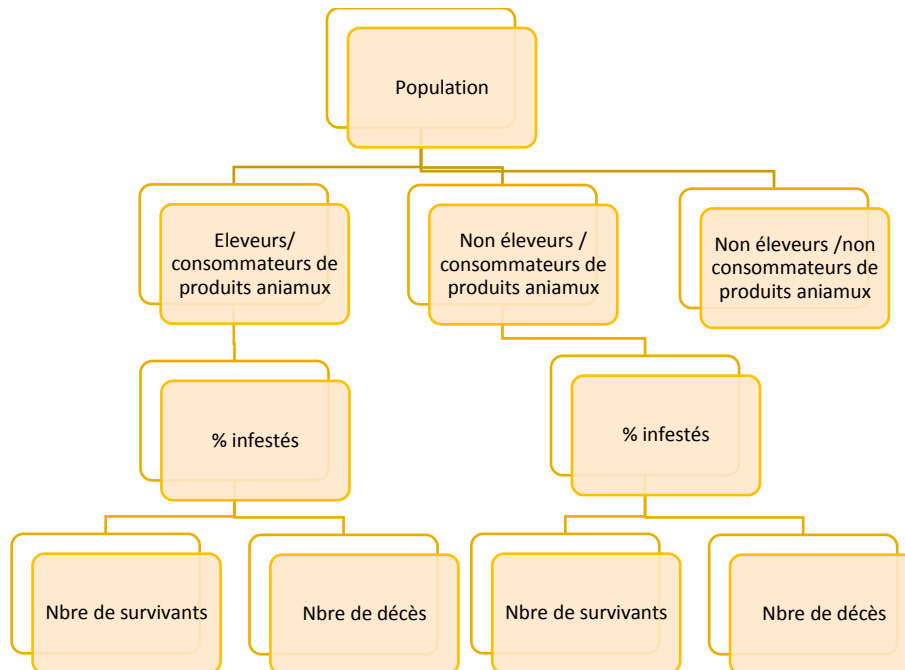 Population
Eleveurs/
consommateurs de
produits aniamux
Non éleveurs /
consommateurs de
produits aniamux
Non éleveurs /non
consommateurs de
produits aniamux
% infestés
% infestés
Nbre de survivants
Nbre de décès
Nbre de survivants
Nbre de décès